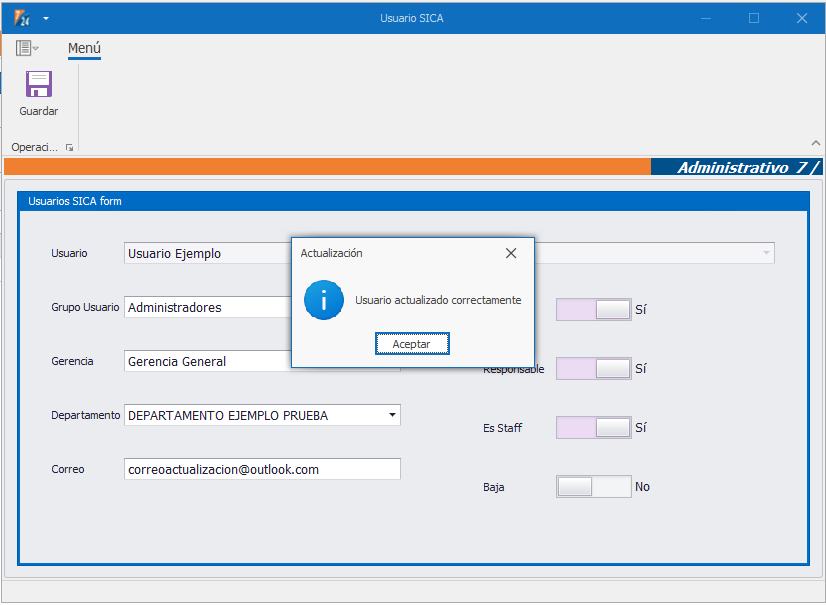 24
Usuario SICA
Menú
Guardar
Operaci...
Administrativo 7 /
Usuarios SICA form
Usuario
Usuario Ejemplo
Grupo Usuario
Administradores
Sí
Gerencia
Gerencia General
Responsable
Sí
Departamento
DEPARTAMENTO EJEMPLO PRUEBA
Es Staff
Sí
Correo
correoactualizacion@outlook.com
Baja
No
Actualización
Usuario actualizado correctamente
Aceptar